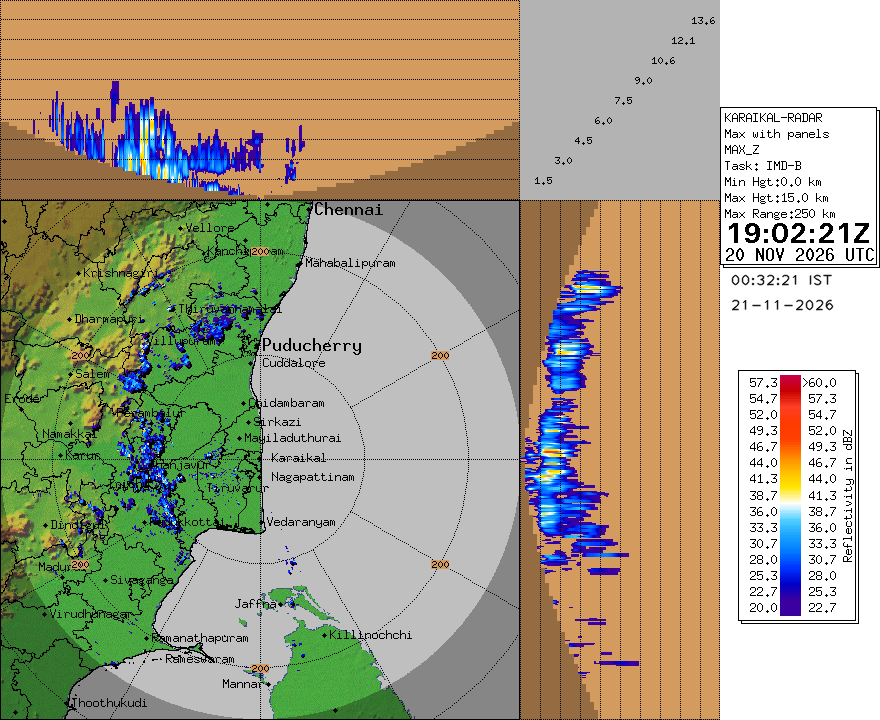 13.6
12.1
10.6
9.0
7.5
6.0
4.5
3.0
1.5
KARAIKAL-RADAR
Max with panels
MAX_Z
Task: IMD-B
Min Hgt:0.0 km
Max Hgt:15.0 km
Max Range:250 km
19:02:21Z
20 NOV 2026 UTC
00:32:21 IST
21-11-2026
Chennai
Vellore
200
Mahabalipuram
Krishnagiri
Dharmapuri
200
Villupuram
Puducherry
200
Cuddalore
Salem
Erode
Chidambaram
Perambalur
Sirkazi
Namakkal
Mayiladuthurai
Karur
Karaikal
Nagapattinam
Tiruvarur
Vedaranyam
200
200
Sivaganga
Jaffna
Virudhunagar
Ramanathapuram
Killinochchi
Rameswaram
200
Mannar
Thoothukudi
57.3 >60.0
54.7 57.3
52.0 54.7
49.3 52.0
46.7 49.3
44.0 46.7
41.3 44.0
38.7 41.3
36.0 38.7
33.3 36.0
30.7 33.3
28.0 30.7
25.3 28.0
22.7 25.3
20.0 22.7
Reflectivity in dBZ